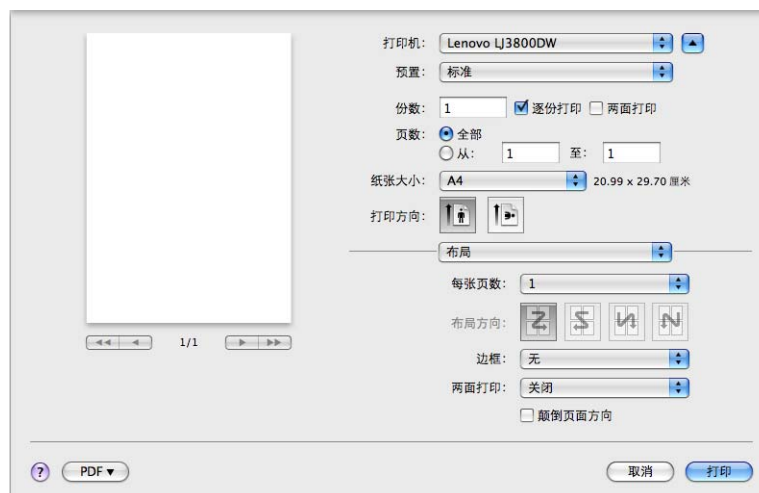 打印机: Lenovo LJ3800DW
预置: 标准
份数: 1 逐份打印 两面打印
页数: 全部
从: 1 至: 1
纸张大小: A4 20.99 x 29.70 厘米
打印方向:
布局
每张页数: 1
布局方向:
边框: 无
两面打印: 关闭
颠倒页面方向
1/1
? PDF▼ 取消 打印